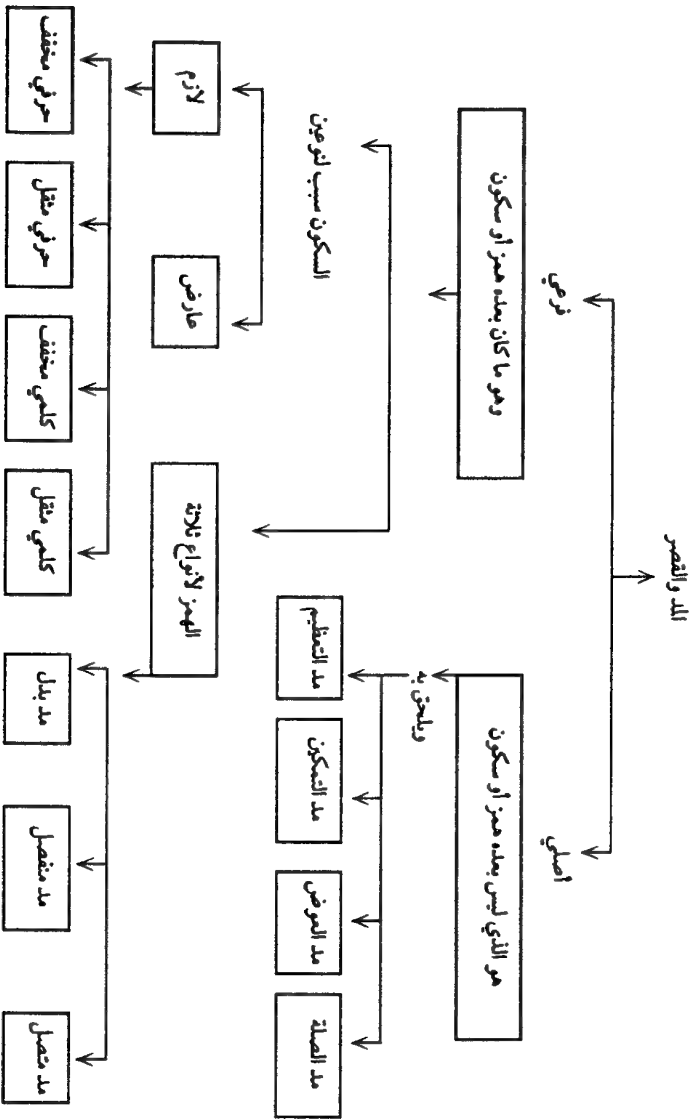 المد والقصر
أصلي
فرعي
هو الذي ليس بعده همز أو سكون
وهو ما كان بعده همز أو سكون
ويلحق به
مد الصلة
مد العوض
مد التمكين
مد التعظيم
السكون سبب لنوعين
الهمز لأنواع ثلاثة
عارض
لازم
مد متصل
مد منفصل
مد بدل
كلمي مثقل
كلمي مخفف
حرفي مثقل
حرفي مخفف